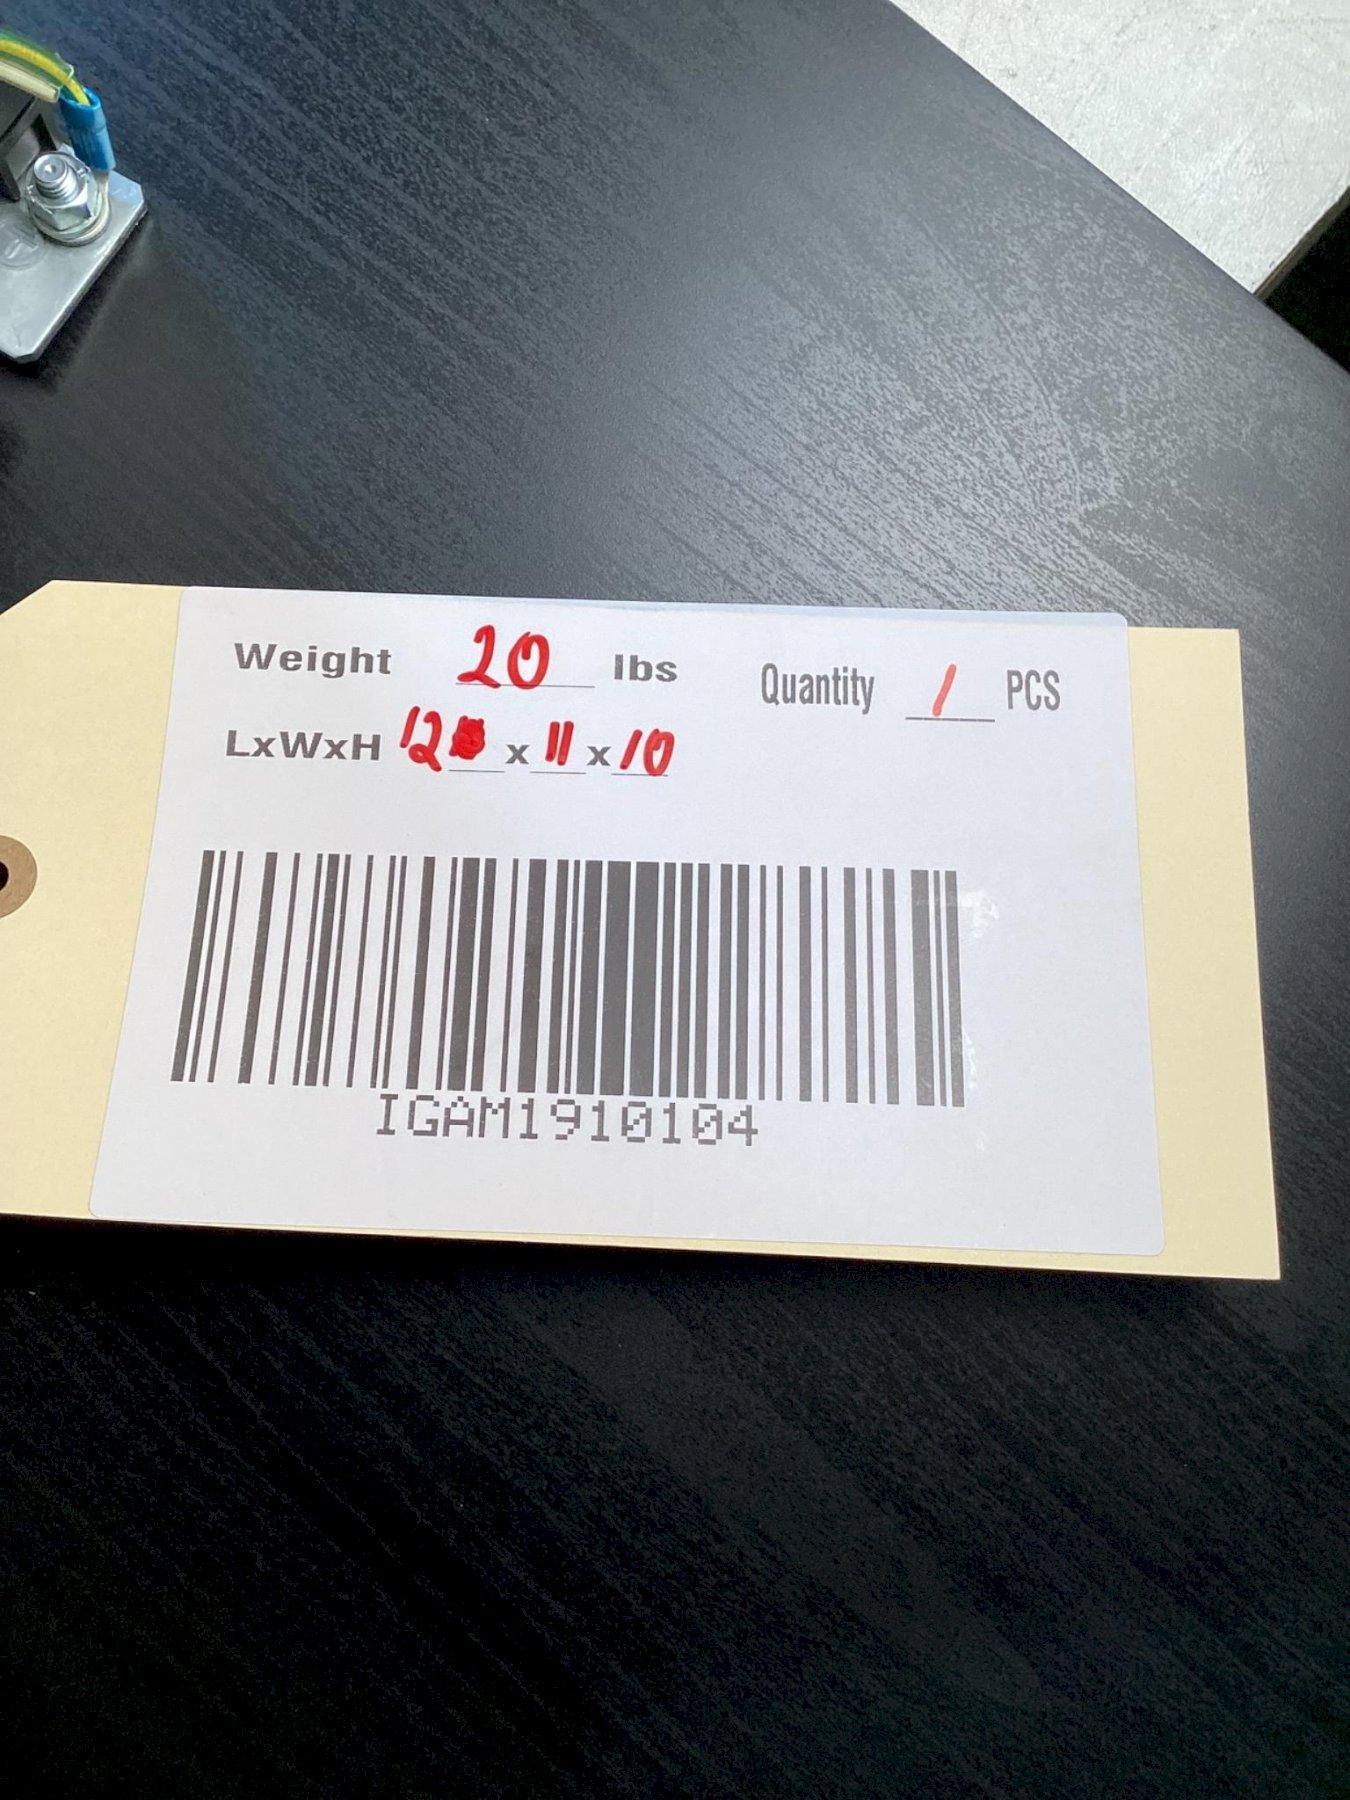 Weight 20 lbs Quantity 1 PCS
LxWxH 12 x 11 x 10
IGAM1910104